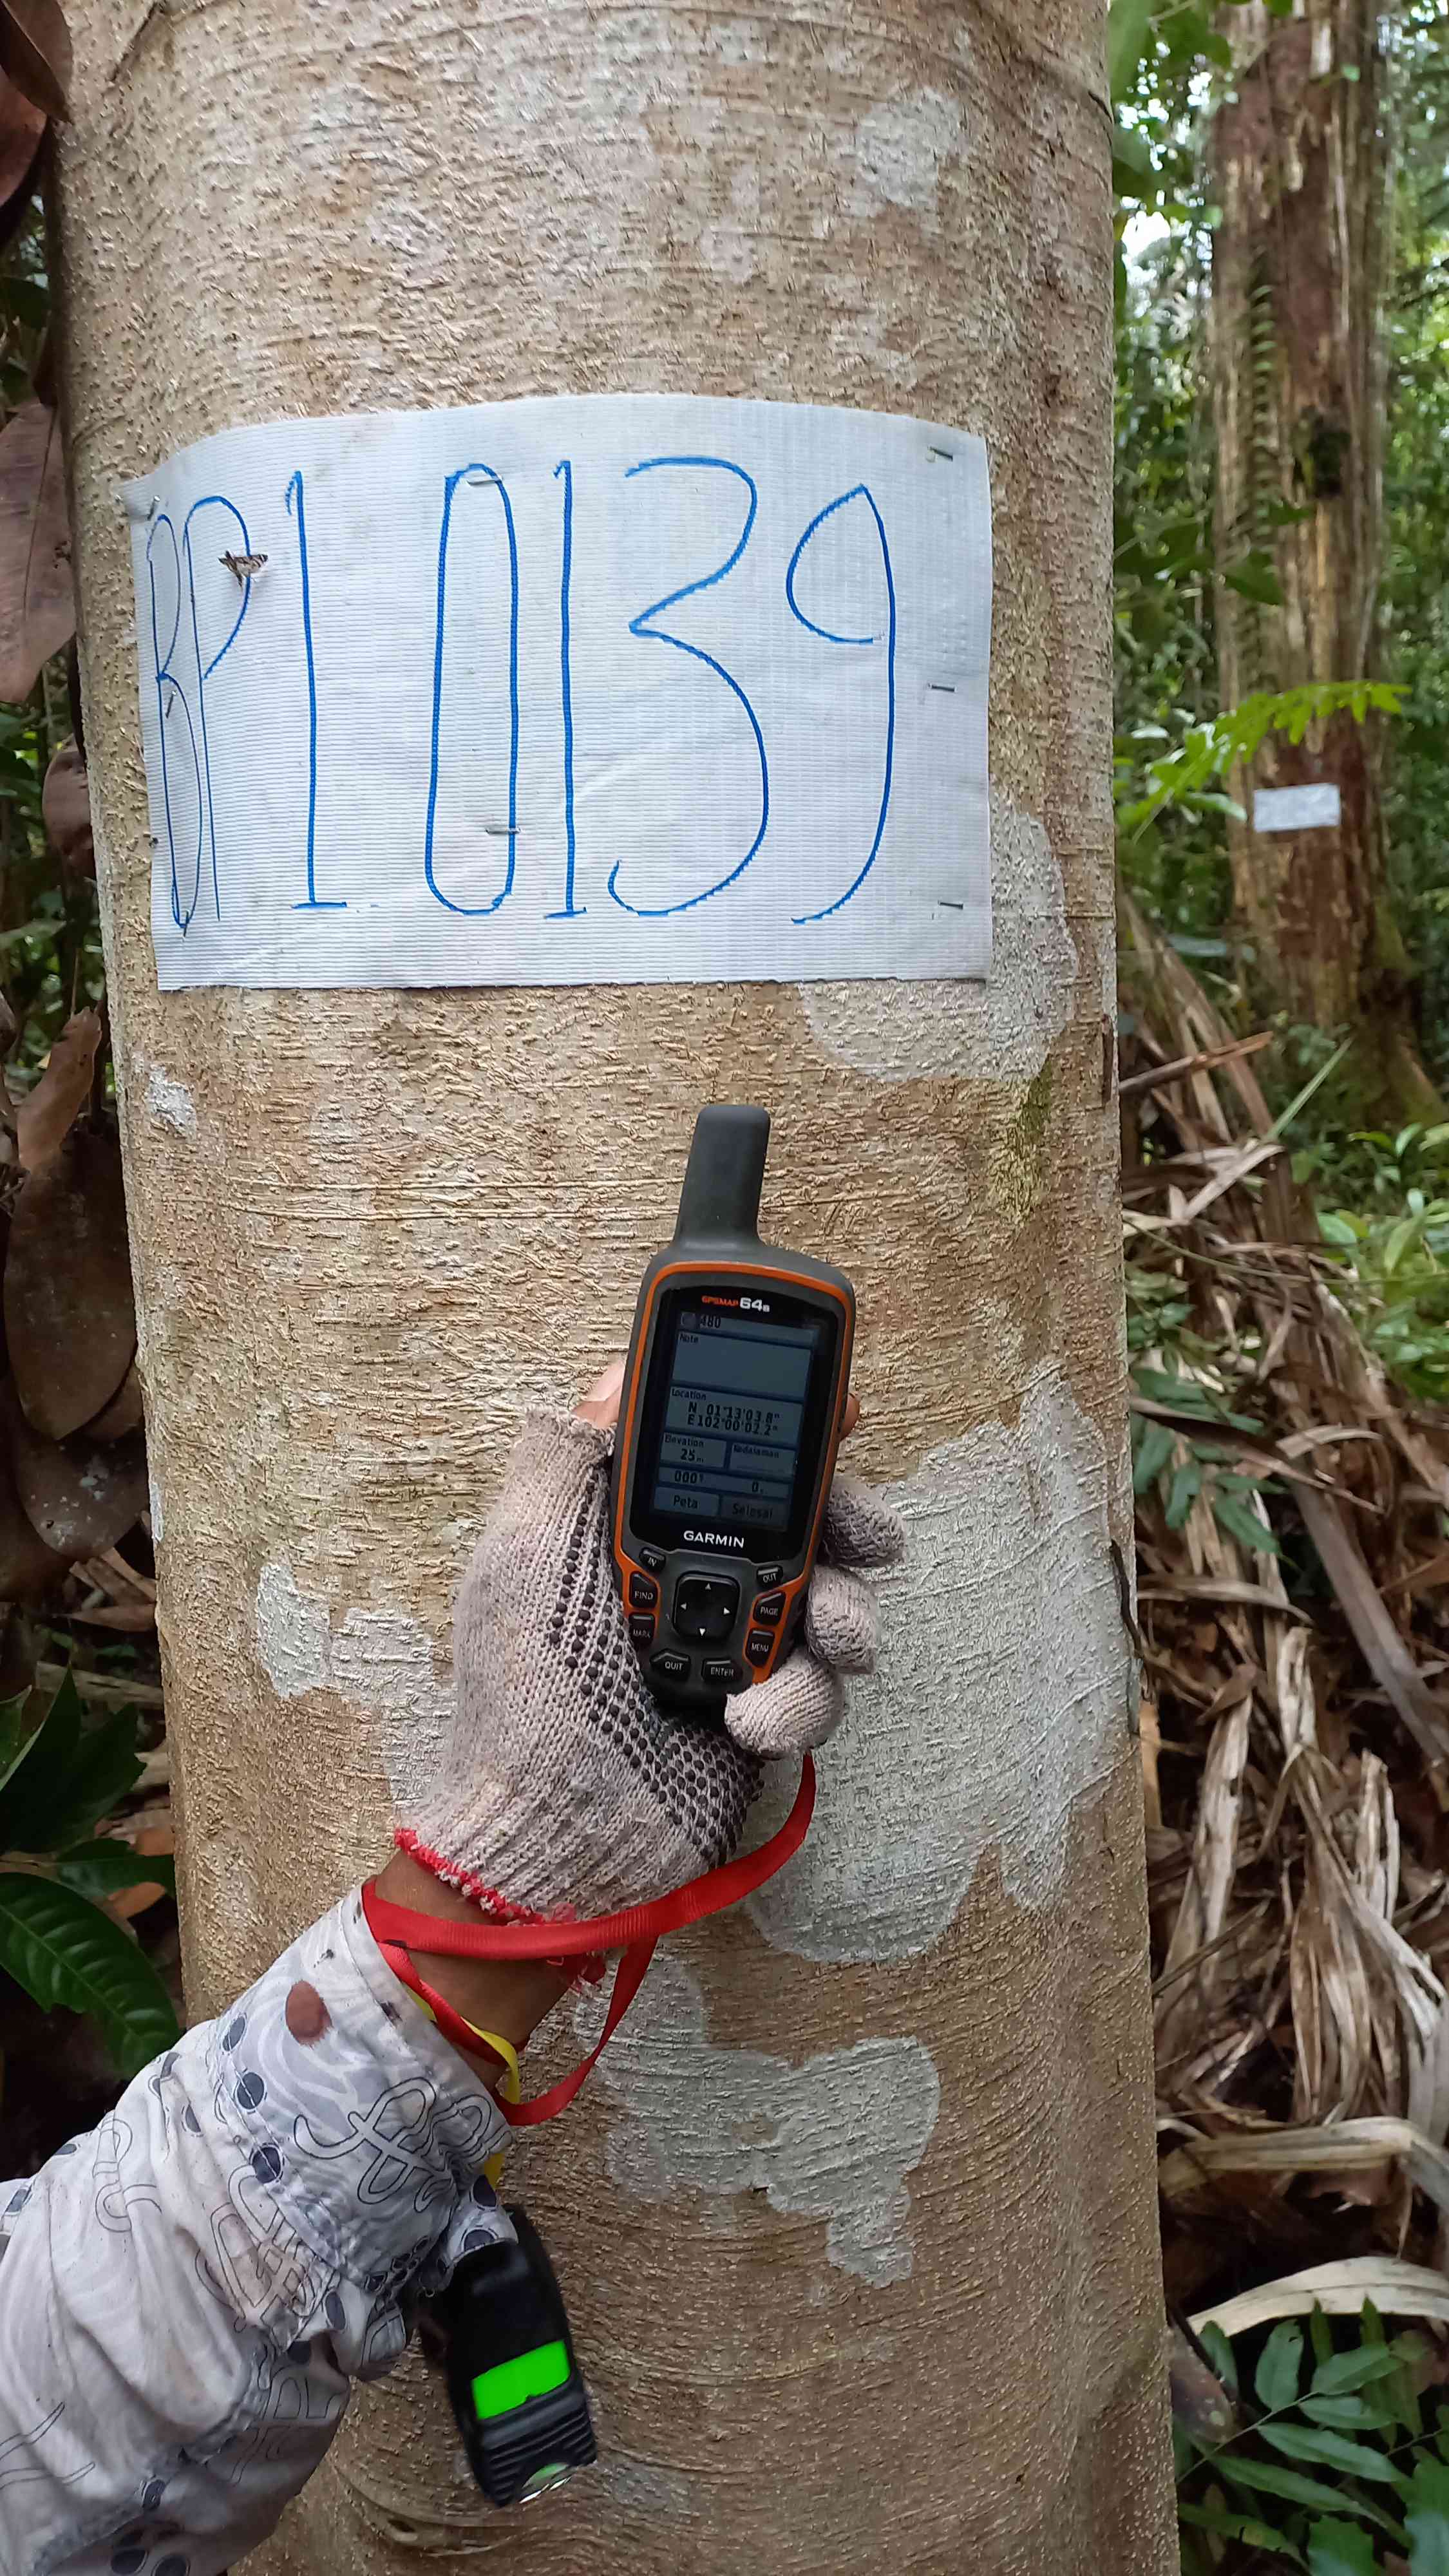 BP1 0139
GPSMAP 64s
480
Note
Location
N 01°13'03.8"
E102°00'02.2"
Elevation
Kedalaman
25m
000°
0
Peta
Selesai
GARMIN
IN
OUT
FIND
PAGE
MARK
MENU
QUIT
ENTER